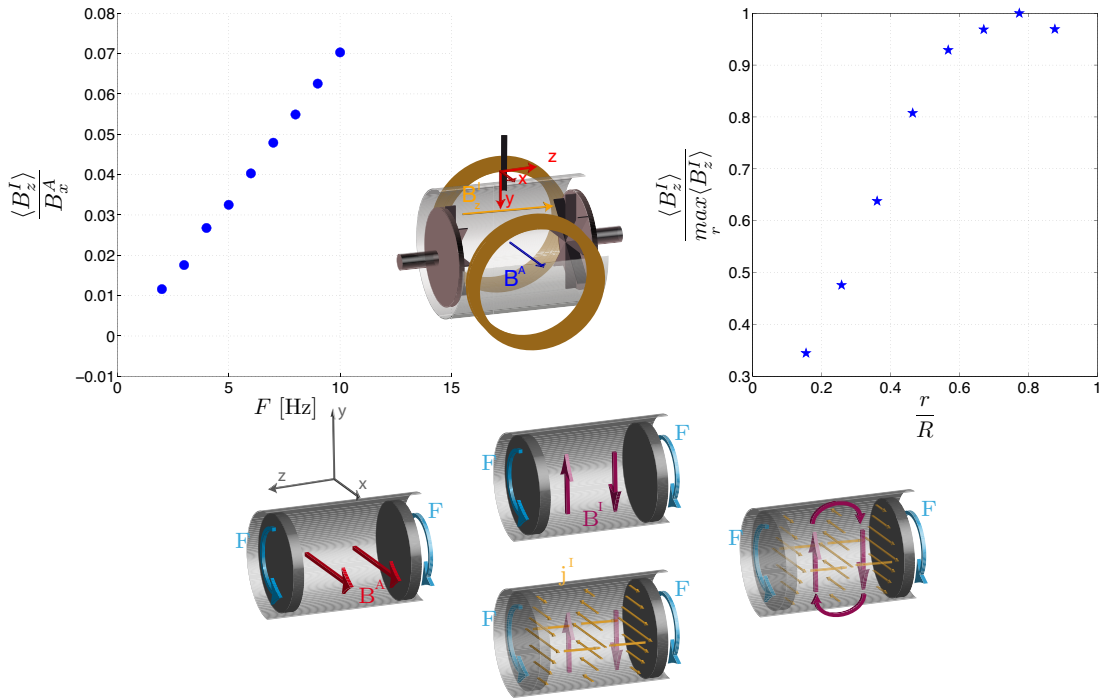 0.08
0.07
0.06
0.05
0.04
0.03
0.02
0.01
0
−0.01
0
5
10
15
F [Hz]
⟨B_z^I⟩
B_x^A
z
x
y
B^I
B^A
1
0.9
0.8
0.7
0.6
0.5
0.4
0.3
0
0.2
0.4
0.6
0.8
1
⟨B_z^I⟩
max⟨B_z^I⟩
r
r
R
y
z
x
F
F
B^A
F
F
B^I
j^I
F
F
F
F